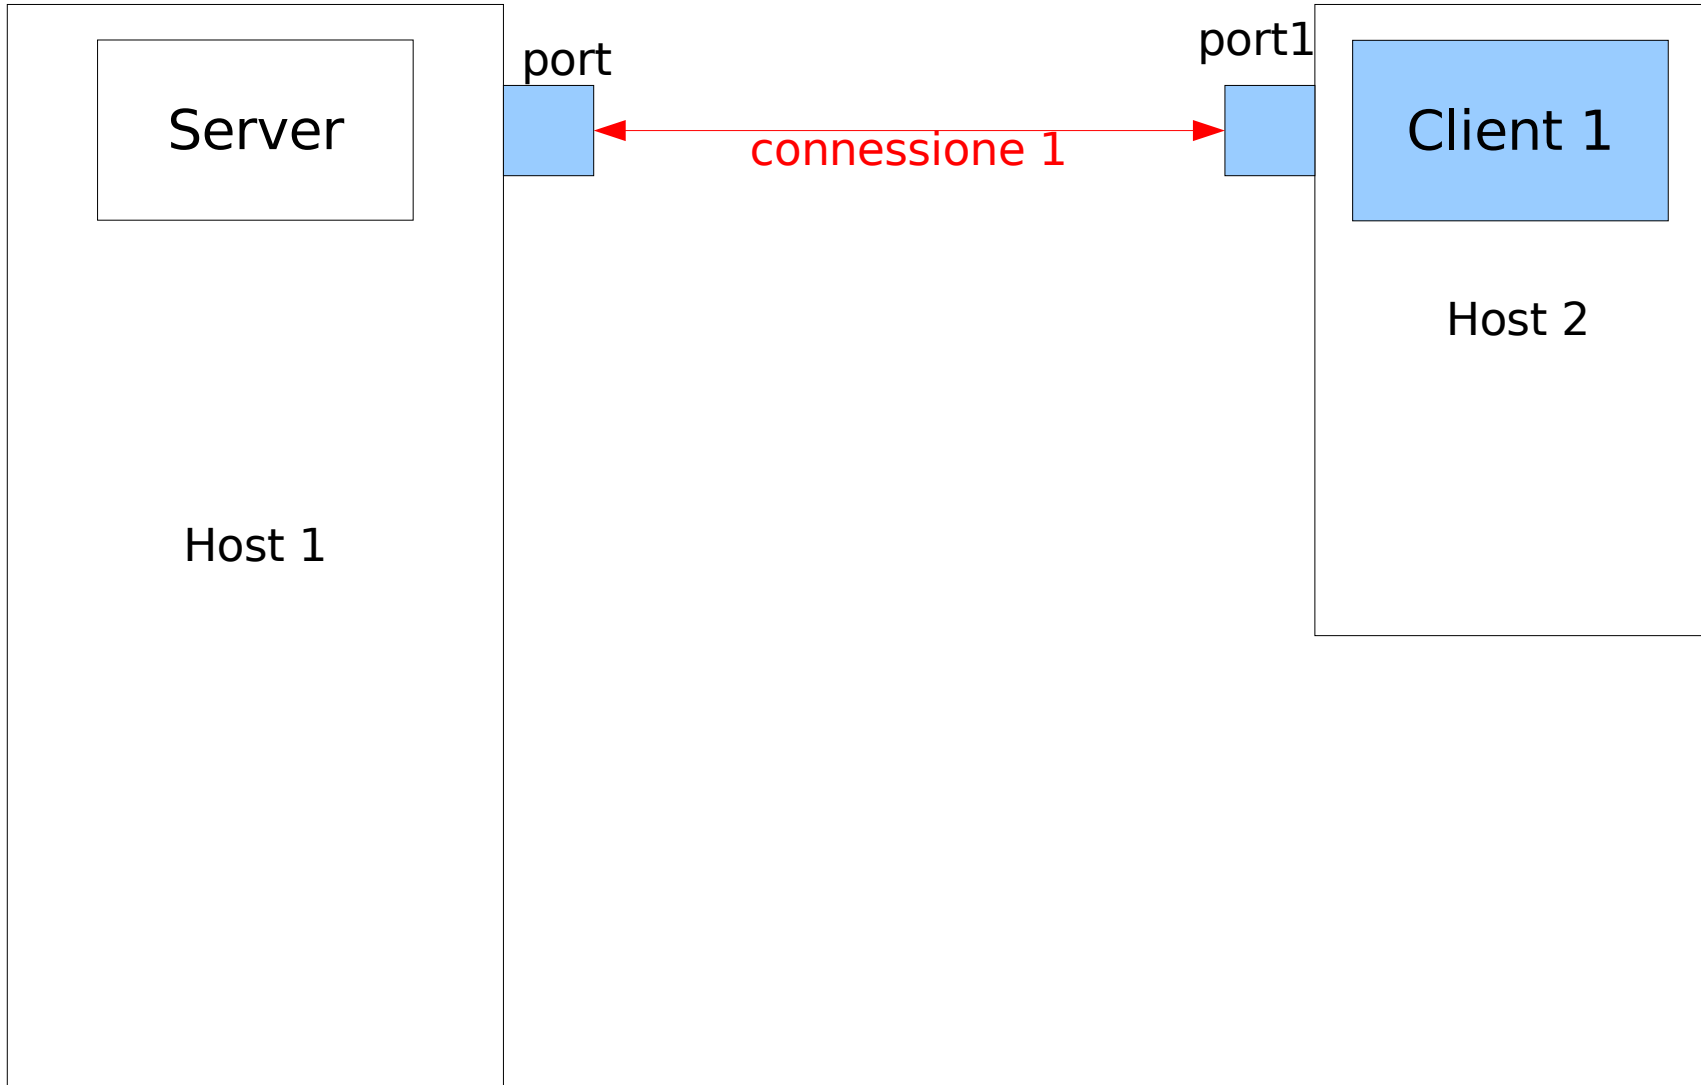 port
port1
Server
connessione 1
Client 1
Host 2
Host 1